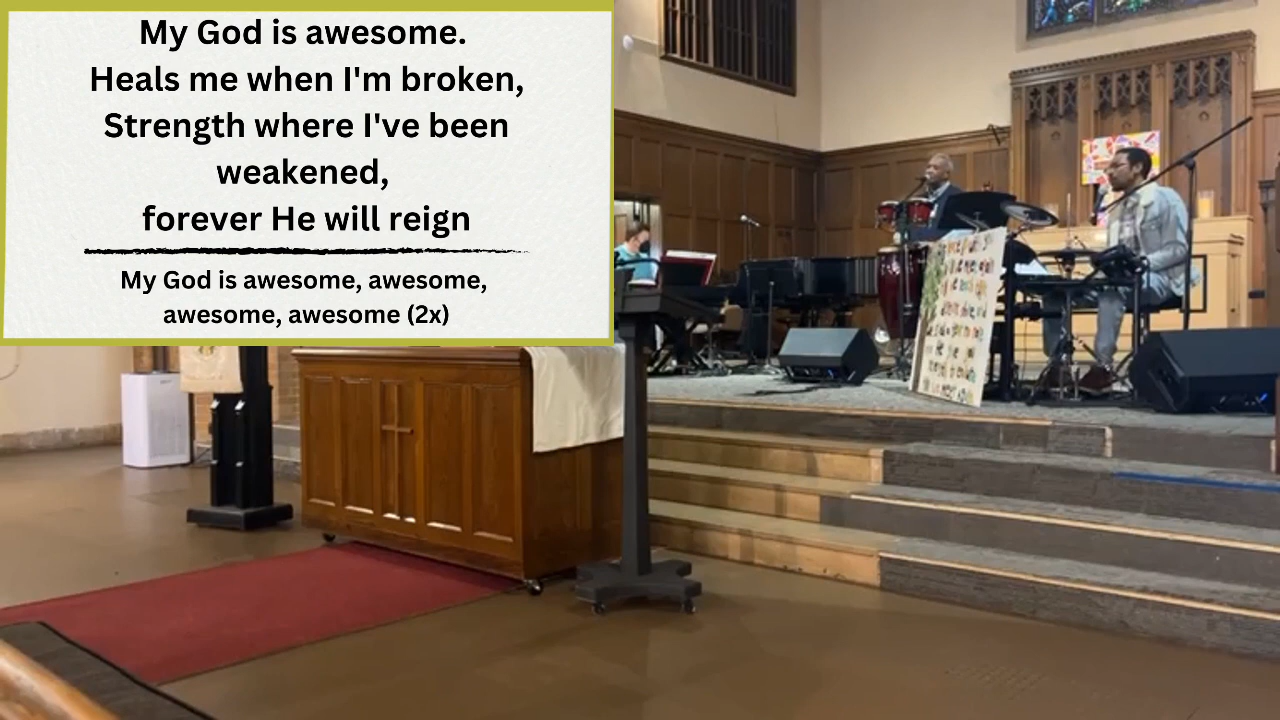 My God is awesome.
Heals me when I'm broken,
Strength where I've been
weakened,
forever He will reign
My God is awesome, awesome,
awesome, awesome (2x)